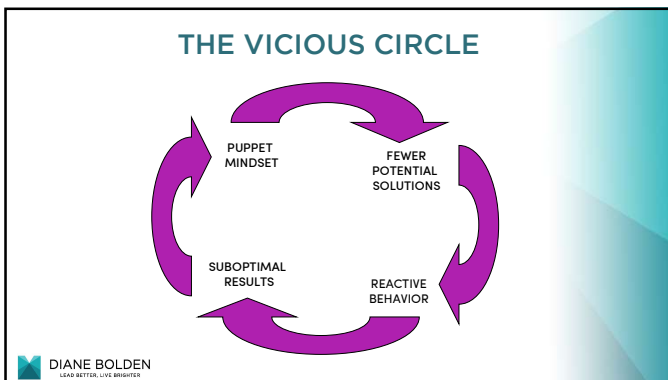 THE VICIOUS CIRCLE
PUPPET
MINDSET
FEWER
POTENTIAL
SOLUTIONS
SUBOPTIMAL
RESULTS
REACTIVE
BEHAVIOR
DIANE BOLDEN
LEAD BETTER, LIVE BRIGHTER